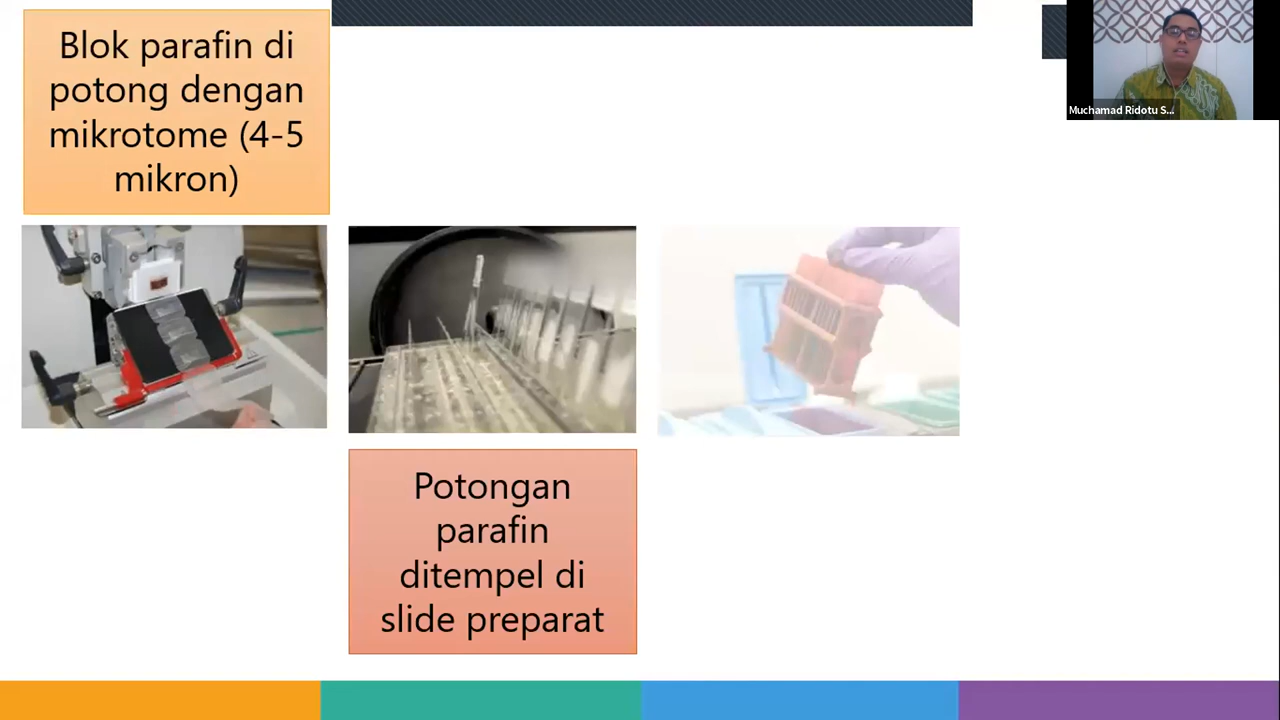 Blok parafin di
potong dengan
mikrotome (4-5
mikron)
Muchamad Ridotu S...
Potongan
parafin
ditempel di
slide preparat